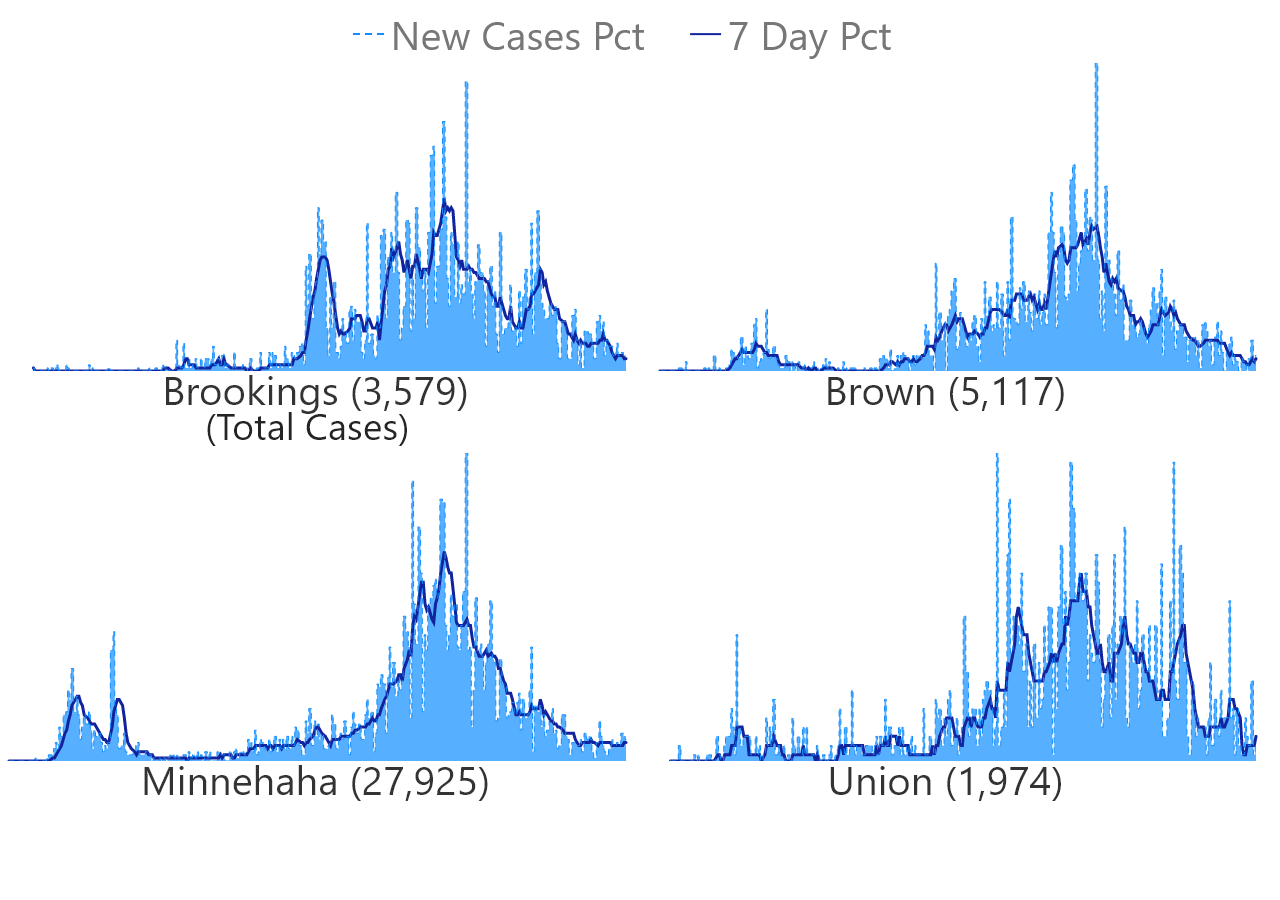 New Cases Pct 7 Day Pct
Brookings (3,579)
(Total Cases)
Brown (5,117)
Minnehaha (27,925)
Union (1,974)